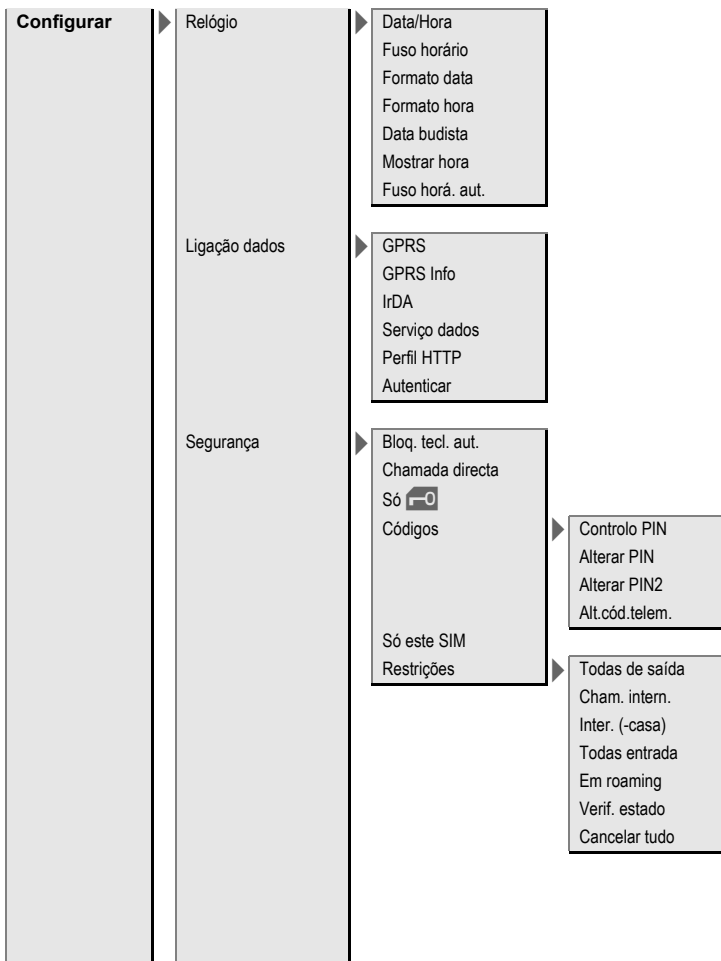 Configurar
Relógio
Data/Hora
Fuso horário
Formato data
Formato hora
Data budista
Mostrar hora
Fuso horá. aut.
Ligação dados
GPRS
GPRS Info
IrDA
Serviço dados
Perfil HTTP
Autenticar
Segurança
Bloq. tecl. aut.
Chamada directa
Só
Códigos
Controlo PIN
Alterar PIN
Alterar PIN2
Alt.cód.telem.
Só este SIM
Restrições
Todas de saída
Cham. intern.
Inter. (-casa)
Todas entrada
Em roaming
Verif. estado
Cancelar tudo